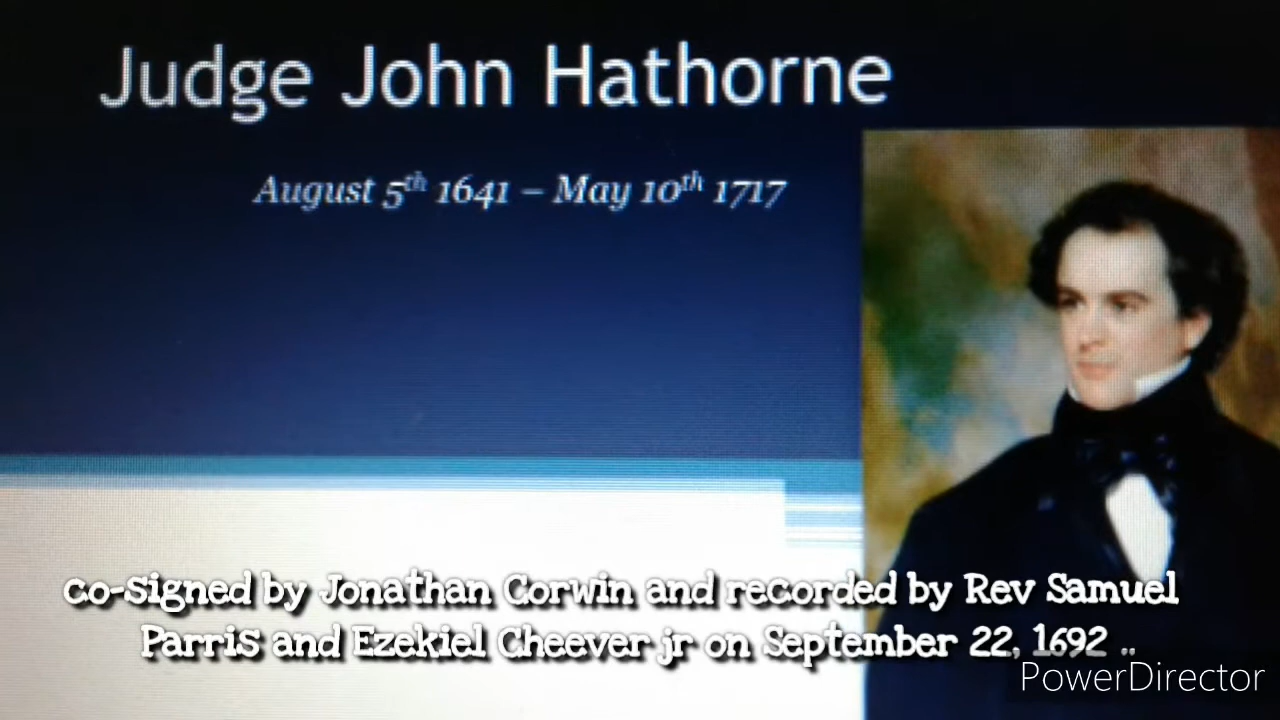 Judge John Hathorne
August 5th 1641 – May 10th 1717
co-signed by Jonathan Corwin and recorded by Rev Samuel
Parris and Ezekiel Cheever jr on September 22, 1692 ..
PowerDirector